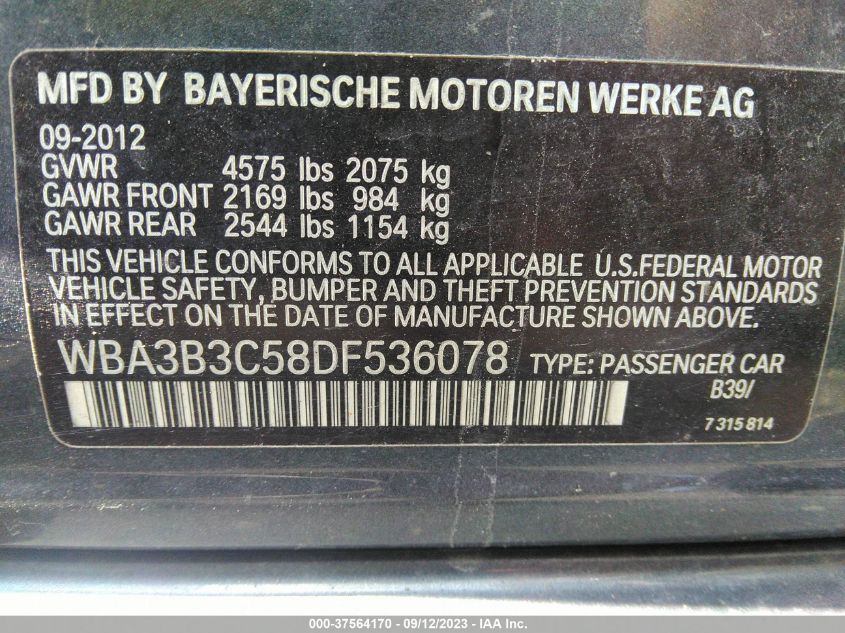 MFD BY BAYERISCHE MOTOREN WERKE AG
09-2012
GVWR 4575 lbs 2075 kg
GAWR FRONT 2169 lbs 984 kg
GAWR REAR 2544 lbs 1154 kg
THIS VEHICLE CONFORMS TO ALL APPLICABLE U.S.FEDERAL MOTOR
VEHICLE SAFETY, BUMPER AND THEFT PREVENTION STANDARDS
IN EFFECT ON THE DATE OF MANUFACTURE SHOWN ABOVE.
WBA3B3C58DF536078 TYPE: PASSENGER CAR
B39/
7 315 814
000-37564170 - 09/12/2023 - IAA Inc.